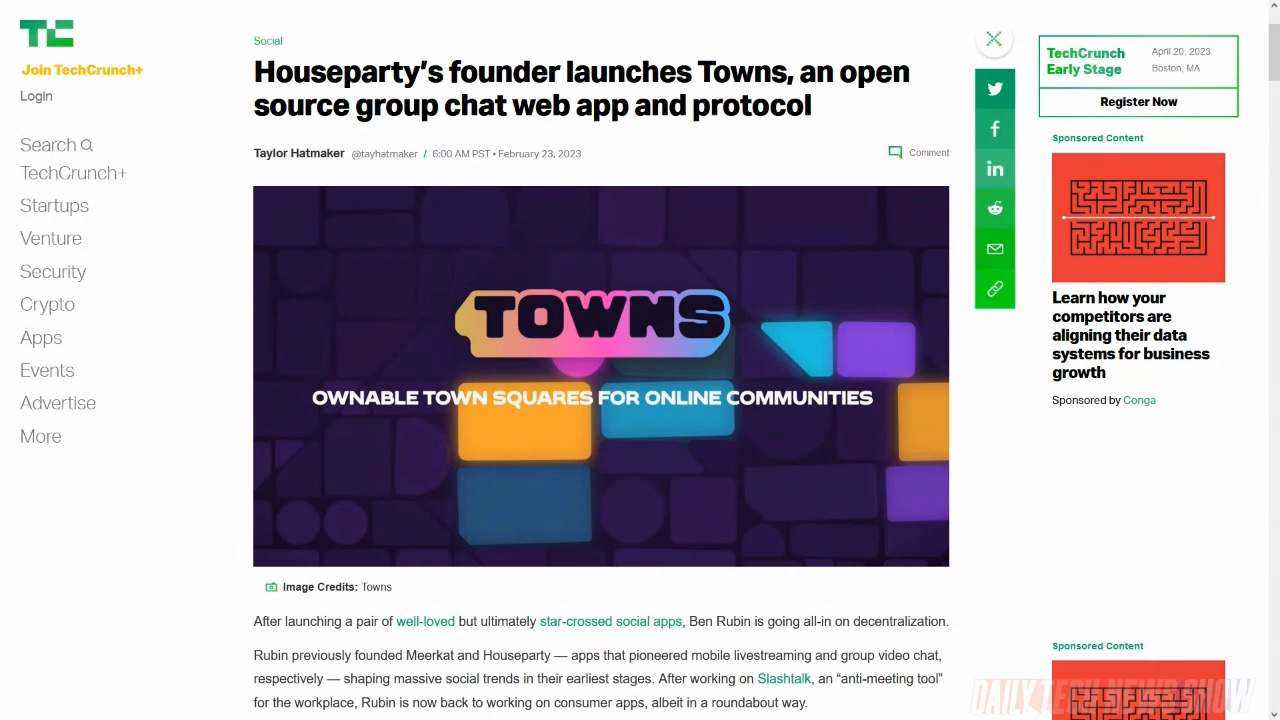 TC
Join TechCrunch+
Login
Search
TechCrunch+
Startups
Venture
Security
Crypto
Apps
Events
Advertise
More
Social
Houseparty’s founder launches Towns, an open
source group chat web app and protocol
Taylor Hatmaker @tayhatmaker / 6:00 AM PST • February 23, 2023
Comment
TOWNS
OWNABLE TOWN SQUARES FOR ONLINE COMMUNITIES
Image Credits: Towns
After launching a pair of well-loved but ultimately star-crossed social apps, Ben Rubin is going all-in on decentralization.
Rubin previously founded Meerkat and Houseparty — apps that pioneered mobile livestreaming and group video chat,
respectively — shaping massive social trends in their earliest stages. After working on Slashtalk, an “anti-meeting tool”
for the workplace, Rubin is now back to working on consumer apps, albeit in a roundabout way.
in
TechCrunch
Early Stage
April 20, 2023
Boston, MA
Register Now
Sponsored Content
Learn how your
competitors are
aligning their data
systems for business
growth
Sponsored by Conga
Sponsored Content
DAILY TECH NEWS SHOW